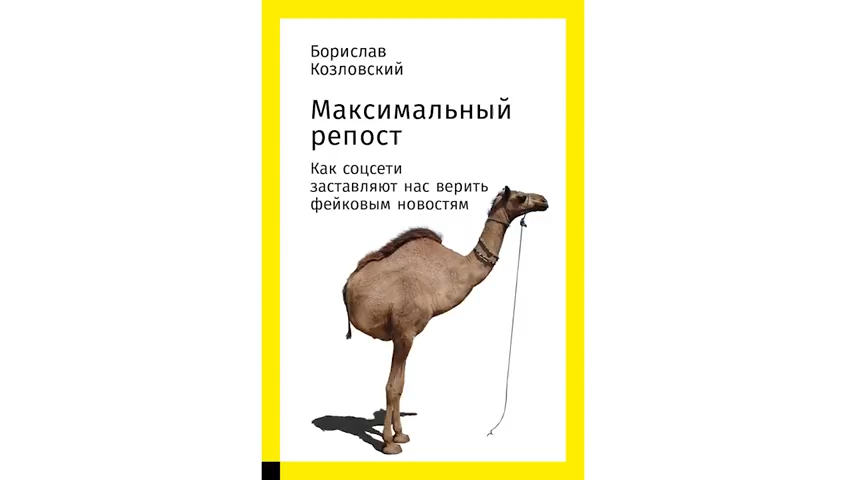 Борислав
Козловский
Максимальный
репост
Как соцсети
заставляют нас верить
фейковым новостям